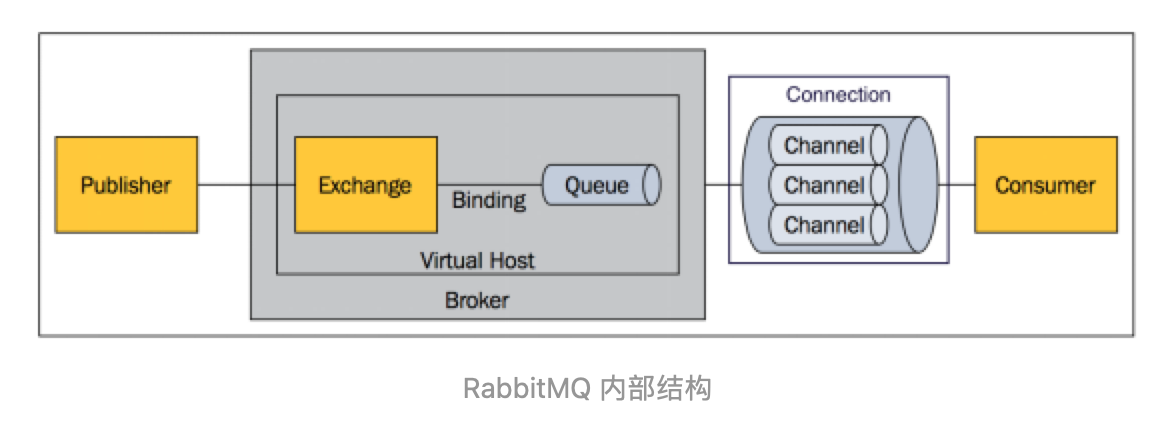 Publisher
Exchange
Binding
Queue
Virtual Host
Broker
Connection
Channel
Channel
Channel
Consumer
RabbitMQ 内部结构